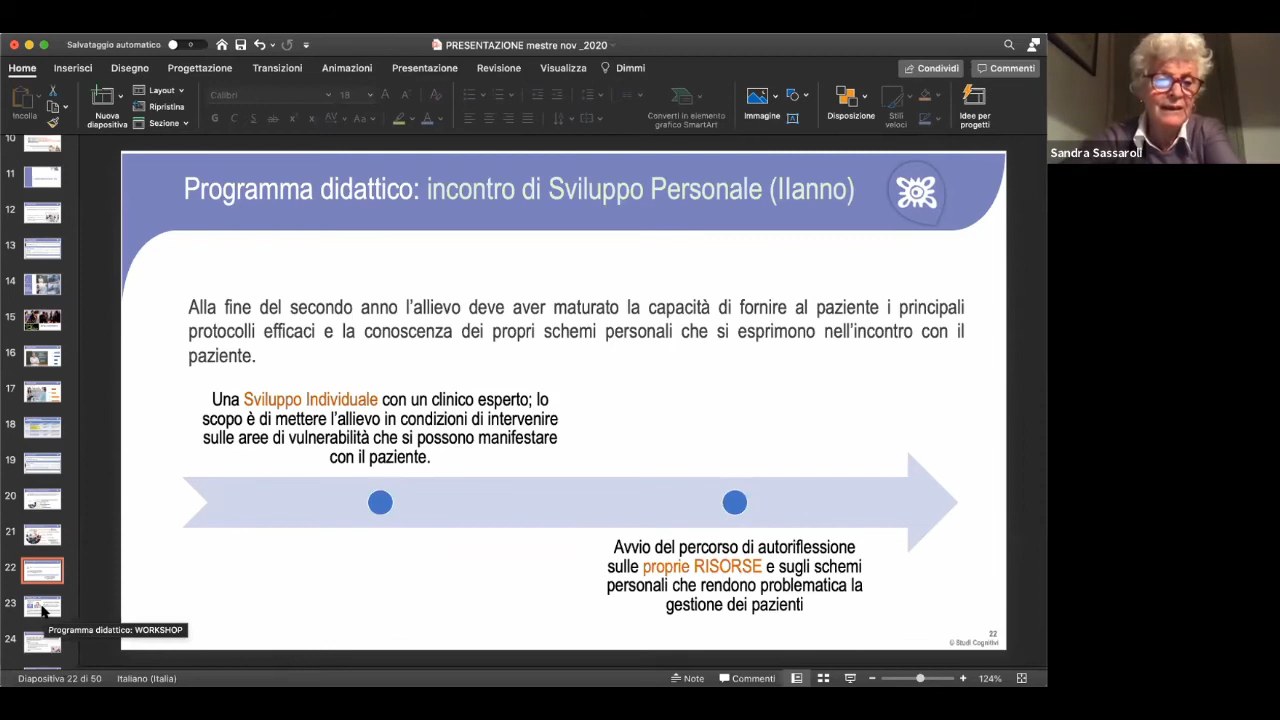 Salvataggio automatico
PRESENTAZIONE mestre nov _2020
Home Inserisci Disegno Progettazione Transizioni Animazioni Presentazione Revisione Visualizza Dimmi
Condividi Commenti
Incolla
Nuova diapositiva
Layout
Ripristina
Sezione
Calibri 18
G C S
Converti in elemento grafico SmartArt
Immagine
Disposizione
Stili veloci
Idee per progetti
Sandra Sassaroli
10
11
12
13
14
15
16
17
18
19
20
21
22
23
24
Programma didattico: WORKSHOP
Programma didattico: incontro di Sviluppo Personale (IIanno)
Alla fine del secondo anno l’allievo deve aver maturato la capacità di fornire al paziente i principali
protocolli efficaci e la conoscenza dei propri schemi personali che si esprimono nell’incontro con il
paziente.
Una Sviluppo Individuale con un clinico esperto; lo
scopo è di mettere l’allievo in condizioni di intervenire
sulle aree di vulnerabilità che si possono manifestare
con il paziente.
Avvio del percorso di autoriflessione
sulle proprie RISORSE e sugli schemi
personali che rendono problematica la
gestione dei pazienti
22
© Studi Cognitivi
Diapositiva 22 di 50 Italiano (Italia) Note Commenti 124%